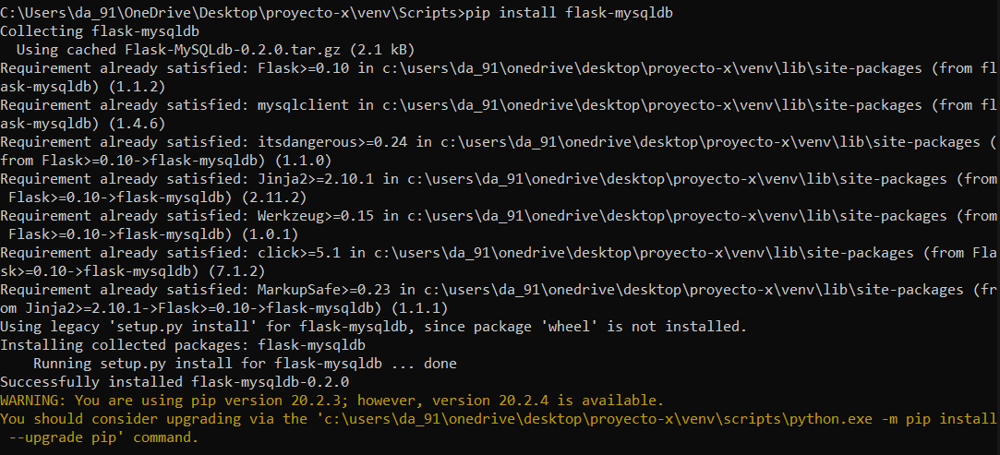 C:\Users\da_91\OneDrive\Desktop\proyecto-x\venv\Scripts>pip install flask-mysqldb
Collecting flask-mysqldb
  Using cached Flask-MySQLdb-0.2.0.tar.gz (2.1 kB)
Requirement already satisfied: Flask>=0.10 in c:\users\da_91\onedrive\desktop\proyecto-x\venv\lib\site-packages (from fl
ask-mysqldb) (1.1.2)
Requirement already satisfied: mysqlclient in c:\users\da_91\onedrive\desktop\proyecto-x\venv\lib\site-packages (from fl
ask-mysqldb) (1.4.6)
Requirement already satisfied: itsdangerous>=0.24 in c:\users\da_91\onedrive\desktop\proyecto-x\venv\lib\site-packages (
from Flask>=0.10->flask-mysqldb) (1.1.0)
Requirement already satisfied: Jinja2>=2.10.1 in c:\users\da_91\onedrive\desktop\proyecto-x\venv\lib\site-packages (from
 Flask>=0.10->flask-mysqldb) (2.11.2)
Requirement already satisfied: Werkzeug>=0.15 in c:\users\da_91\onedrive\desktop\proyecto-x\venv\lib\site-packages (from
 Flask>=0.10->flask-mysqldb) (1.0.1)
Requirement already satisfied: click>=5.1 in c:\users\da_91\onedrive\desktop\proyecto-x\venv\lib\site-packages (from Fla
sk>=0.10->flask-mysqldb) (7.1.2)
Requirement already satisfied: MarkupSafe>=0.23 in c:\users\da_91\onedrive\desktop\proyecto-x\venv\lib\site-packages (fr
om Jinja2>=2.10.1->Flask>=0.10->flask-mysqldb) (1.1.1)
Using legacy 'setup.py install' for flask-mysqldb, since package 'wheel' is not installed.
Installing collected packages: flask-mysqldb
    Running setup.py install for flask-mysqldb ... done
Successfully installed flask-mysqldb-0.2.0
WARNING: You are using pip version 20.2.3; however, version 20.2.4 is available.
You should consider upgrading via the 'c:\users\da_91\onedrive\desktop\proyecto-x\venv\scripts\python.exe -m pip install
 --upgrade pip' command.